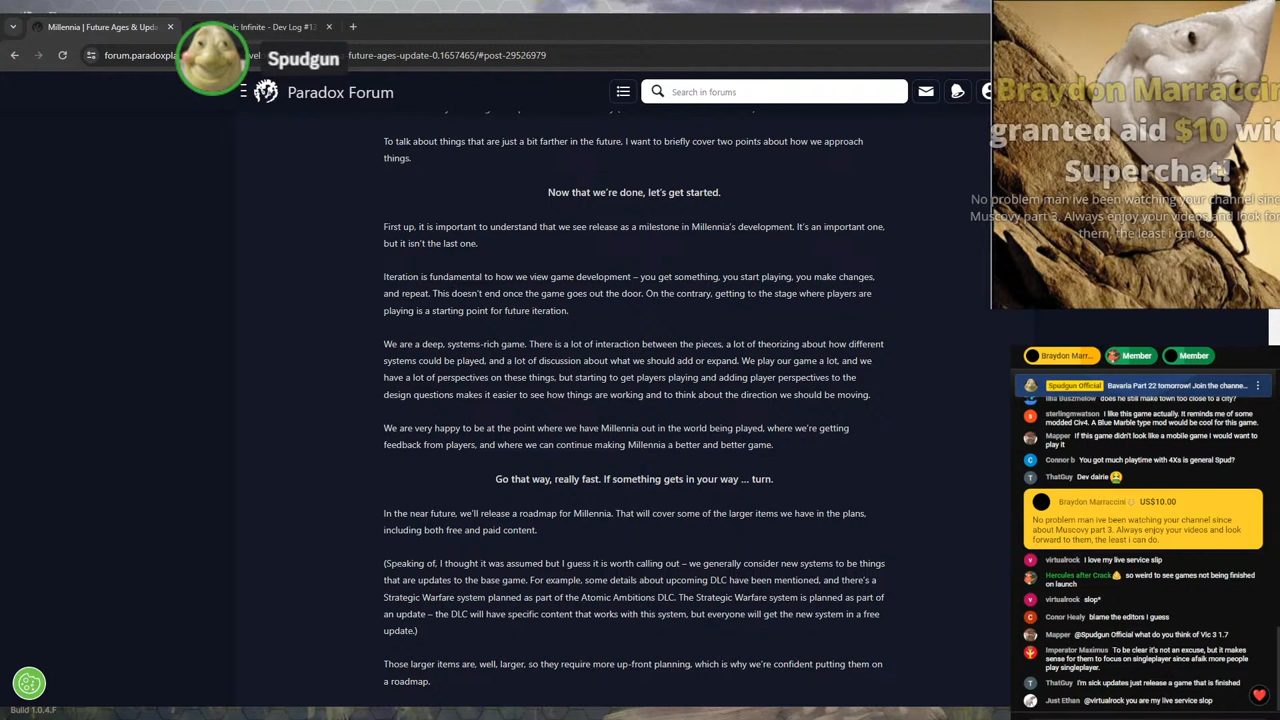 Millennia | Future Ages & Upda
: Infinite - Dev Log #13
forum.paradoxpla
future-ages-update-0.1657465/#post-29526979
Spudgun
Paradox Forum
Search in forums
To talk about things that are just a bit farther in the future, I want to briefly cover two points about how we approach
things.
Now that we're done, let's get started.
First up, it is important to understand that we see release as a milestone in Millennia's development. It's an important one,
but it isn't the last one.
Iteration is fundamental to how we view game development – you get something, you start playing, you make changes,
and repeat. This doesn't end once the game goes out the door. On the contrary, getting to the stage where players are
playing is a starting point for future iteration.
We are a deep, systems-rich game. There is a lot of interaction between the pieces, a lot of theorizing about how different
systems could be played, and a lot of discussion about what we should add or expand. We play our game a lot, and we
have a lot of perspectives on these things, but starting to get players playing and adding player perspectives to the
design questions makes it easier to see how things are working and to think about the direction we should be moving.
We are very happy to be at the point where we have Millennia out in the world being played, where we're getting
feedback from players, and where we can continue making Millennia a better and better game.
Go that way, really fast. If something gets in your way ... turn.
In the near future, we'll release a roadmap for Millennia. That will cover some of the larger items we have in the plans,
including both free and paid content.
(Speaking of, I thought it was assumed but I guess it is worth calling out – we generally consider new systems to be things
that are updates to the base game. For example, some details about upcoming DLC have been mentioned, and there's a
Strategic Warfare system planned as part of the Atomic Ambitions DLC. The Strategic Warfare system is planned as part of
an update – the DLC will have specific content that works with this system, but everyone will get the new system in a free
update.)
Those larger items are, well, larger, so they require more up-front planning, which is why we're confident putting them on
a roadmap.
Build 1.0.4.F
Braydon Marraccin
granted aid $10 wit
Superchat!
No problem man ive been watching your channel since
Muscovy part 3. Always enjoy your videos and look for
them, the least i can do.
Braydon Marr...
Member
Member
Spudgun Official Bavaria Part 22 tomorrow! Join the channe...
Illia Buszmelow does he still make town too close to a city?
sterlingmwatson I like this game actually. It reminds me of some
modded Civ4. A Blue Marble type mod would be cool for this game.
Mapper If this game didn't look like a mobile game I would want to
play it
Connor b You got much playtime with 4Xs is general Spud?
ThatGuy Dev dairie
Braydon Marraccini US$10.00
No problem man ive been watching your channel since
about Muscovy part 3. Always enjoy your videos and look
forward to them, the least i can do.
virtualrock I love my live service slip
Hercules after Crack so weird to see games not being finished
on launch
virtualrock slop*
Conor Healy blame the editors I guess
Mapper @Spudgun Official what do you think of Vic 3 1.7
Imperator Maximus To be clear it's not an excuse, but it makes
sense for them to focus on singleplayer since afaik more people
play singleplayer.
ThatGuy I'm sick updates just release a game that is finished
Just Ethan @virtualrock you are my live service slop